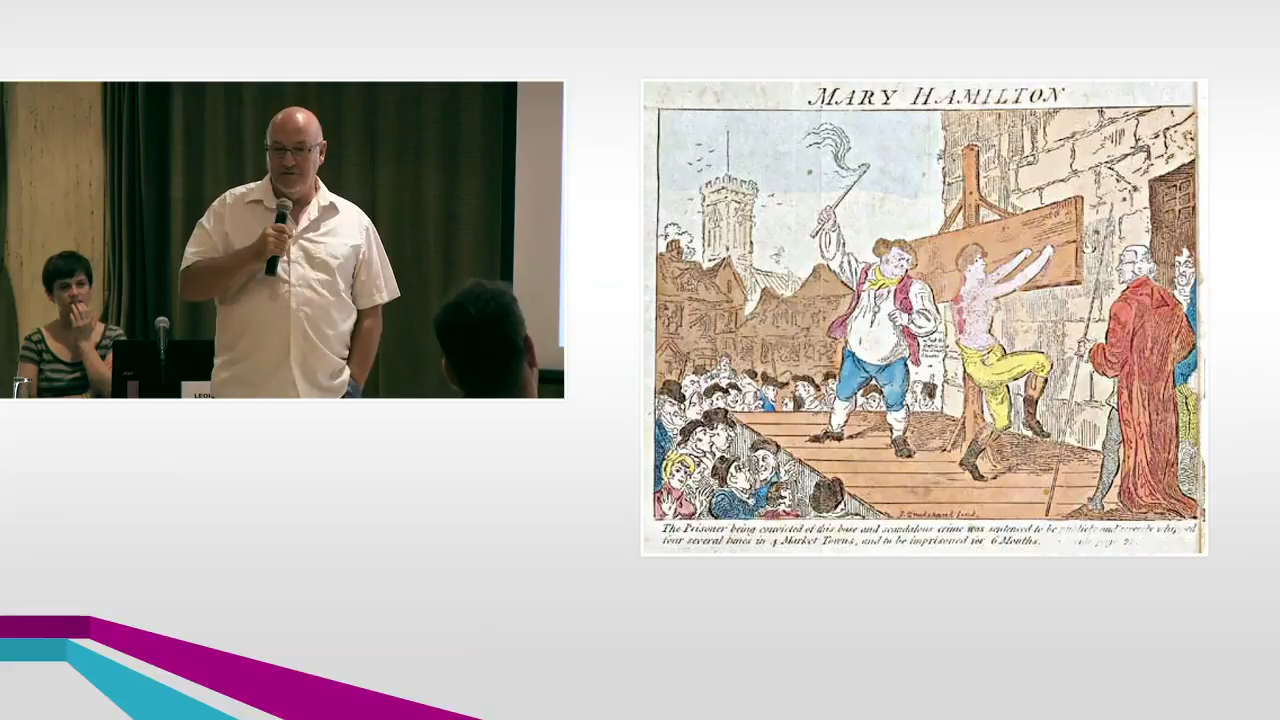 LEO
MARY HAMILTON
The Prisoner being convicted of this base and scandalous crime was sentenced to be publicly and severely whipped
four several times in 4 Market Towns, and to be imprisoned for 6 Months.